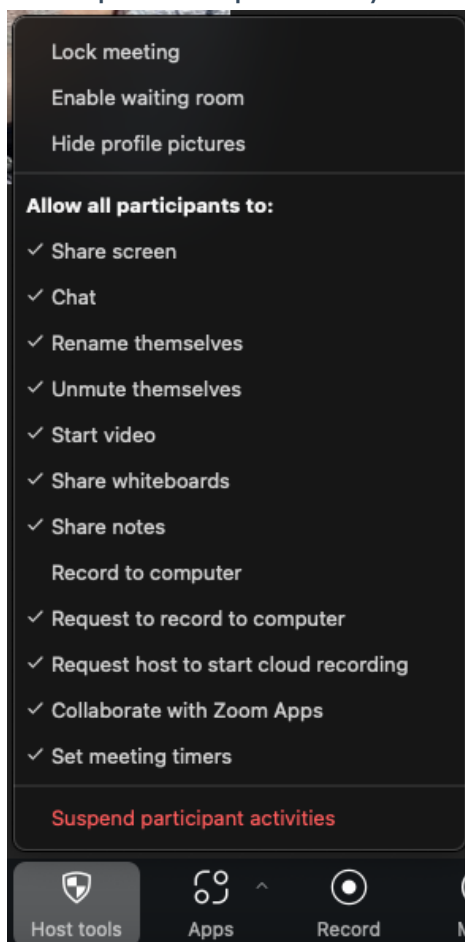 Lock meeting
Enable waiting room
Hide profile pictures
Allow all participants to:
✓ Share screen
✓ Chat
✓ Rename themselves
✓ Unmute themselves
✓ Start video
✓ Share whiteboards
✓ Share notes
Record to computer
✓ Request to record to computer
✓ Request host to start cloud recording
✓ Collaborate with Zoom Apps
✓ Set meeting timers
Suspend participant activities
Host tools Apps Record